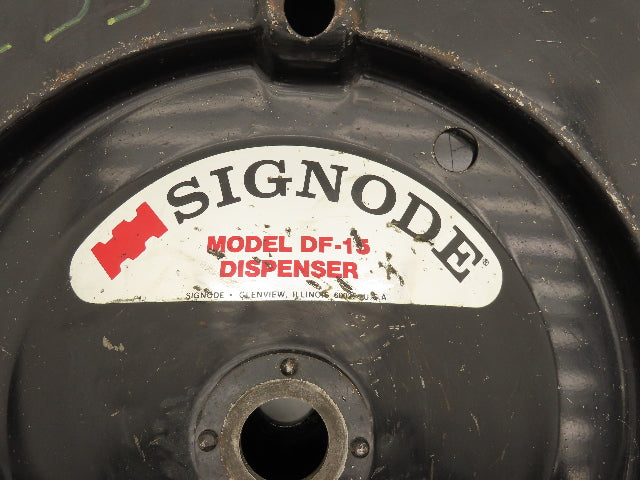 SIGNODE®
MODEL DF-15
DISPENSER
SIGNODE • GLENVIEW, ILLINOIS U.S.A